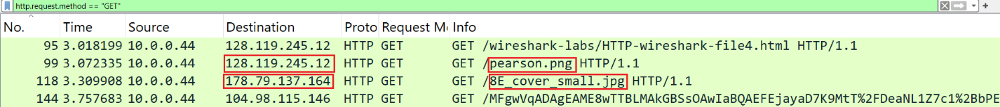 http.request.method == "GET"
No. Time Source Destination Proto Request M Info
95 3.018199 10.0.0.44 128.119.245.12 HTTP GET GET /wireshark-labs/HTTP-wireshark-file4.html HTTP/1.1
99 3.072335 10.0.0.44 128.119.245.12 HTTP GET GET /pearson.png HTTP/1.1
118 3.309908 10.0.0.44 178.79.137.164 HTTP GET GET /8E_cover_small.jpg HTTP/1.1
144 3.757683 10.0.0.44 104.98.115.146 HTTP GET GET /MFgwVqADAgEAME8wTTBLMAkGBSsOAwIaBQAEFEjayaD7K9MtT%2FDeaNL1Z7c1%2BbPE